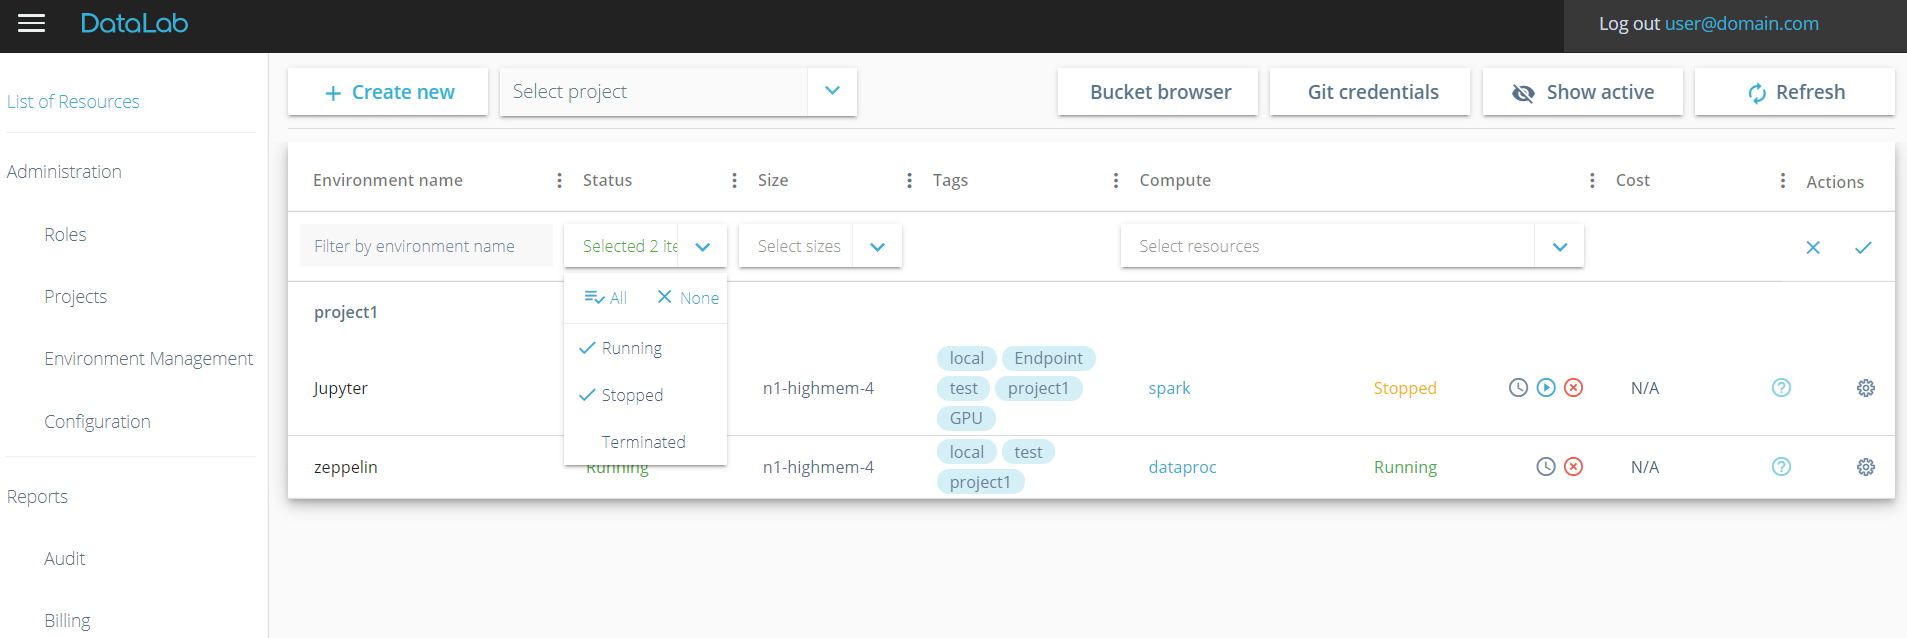 DataLab
Log out user@domain.com
List of Resources
Administration
Roles
Projects
Environment Management
Configuration
Reports
Audit
Billing
+ Create new
Select project
Bucket browser
Git credentials
Show active
Refresh
Environment name
Status
Size
Tags
Compute
Cost
Actions
Filter by environment name
Selected 2 ite
Select sizes
Select resources
All
None
Running
Stopped
Terminated
project1
Jupyter
n1-highmem-4
local Endpoint
test project1
GPU
spark
Stopped
N/A
zeppelin
Running
n1-highmem-4
local test
project1
dataproc
Running
N/A